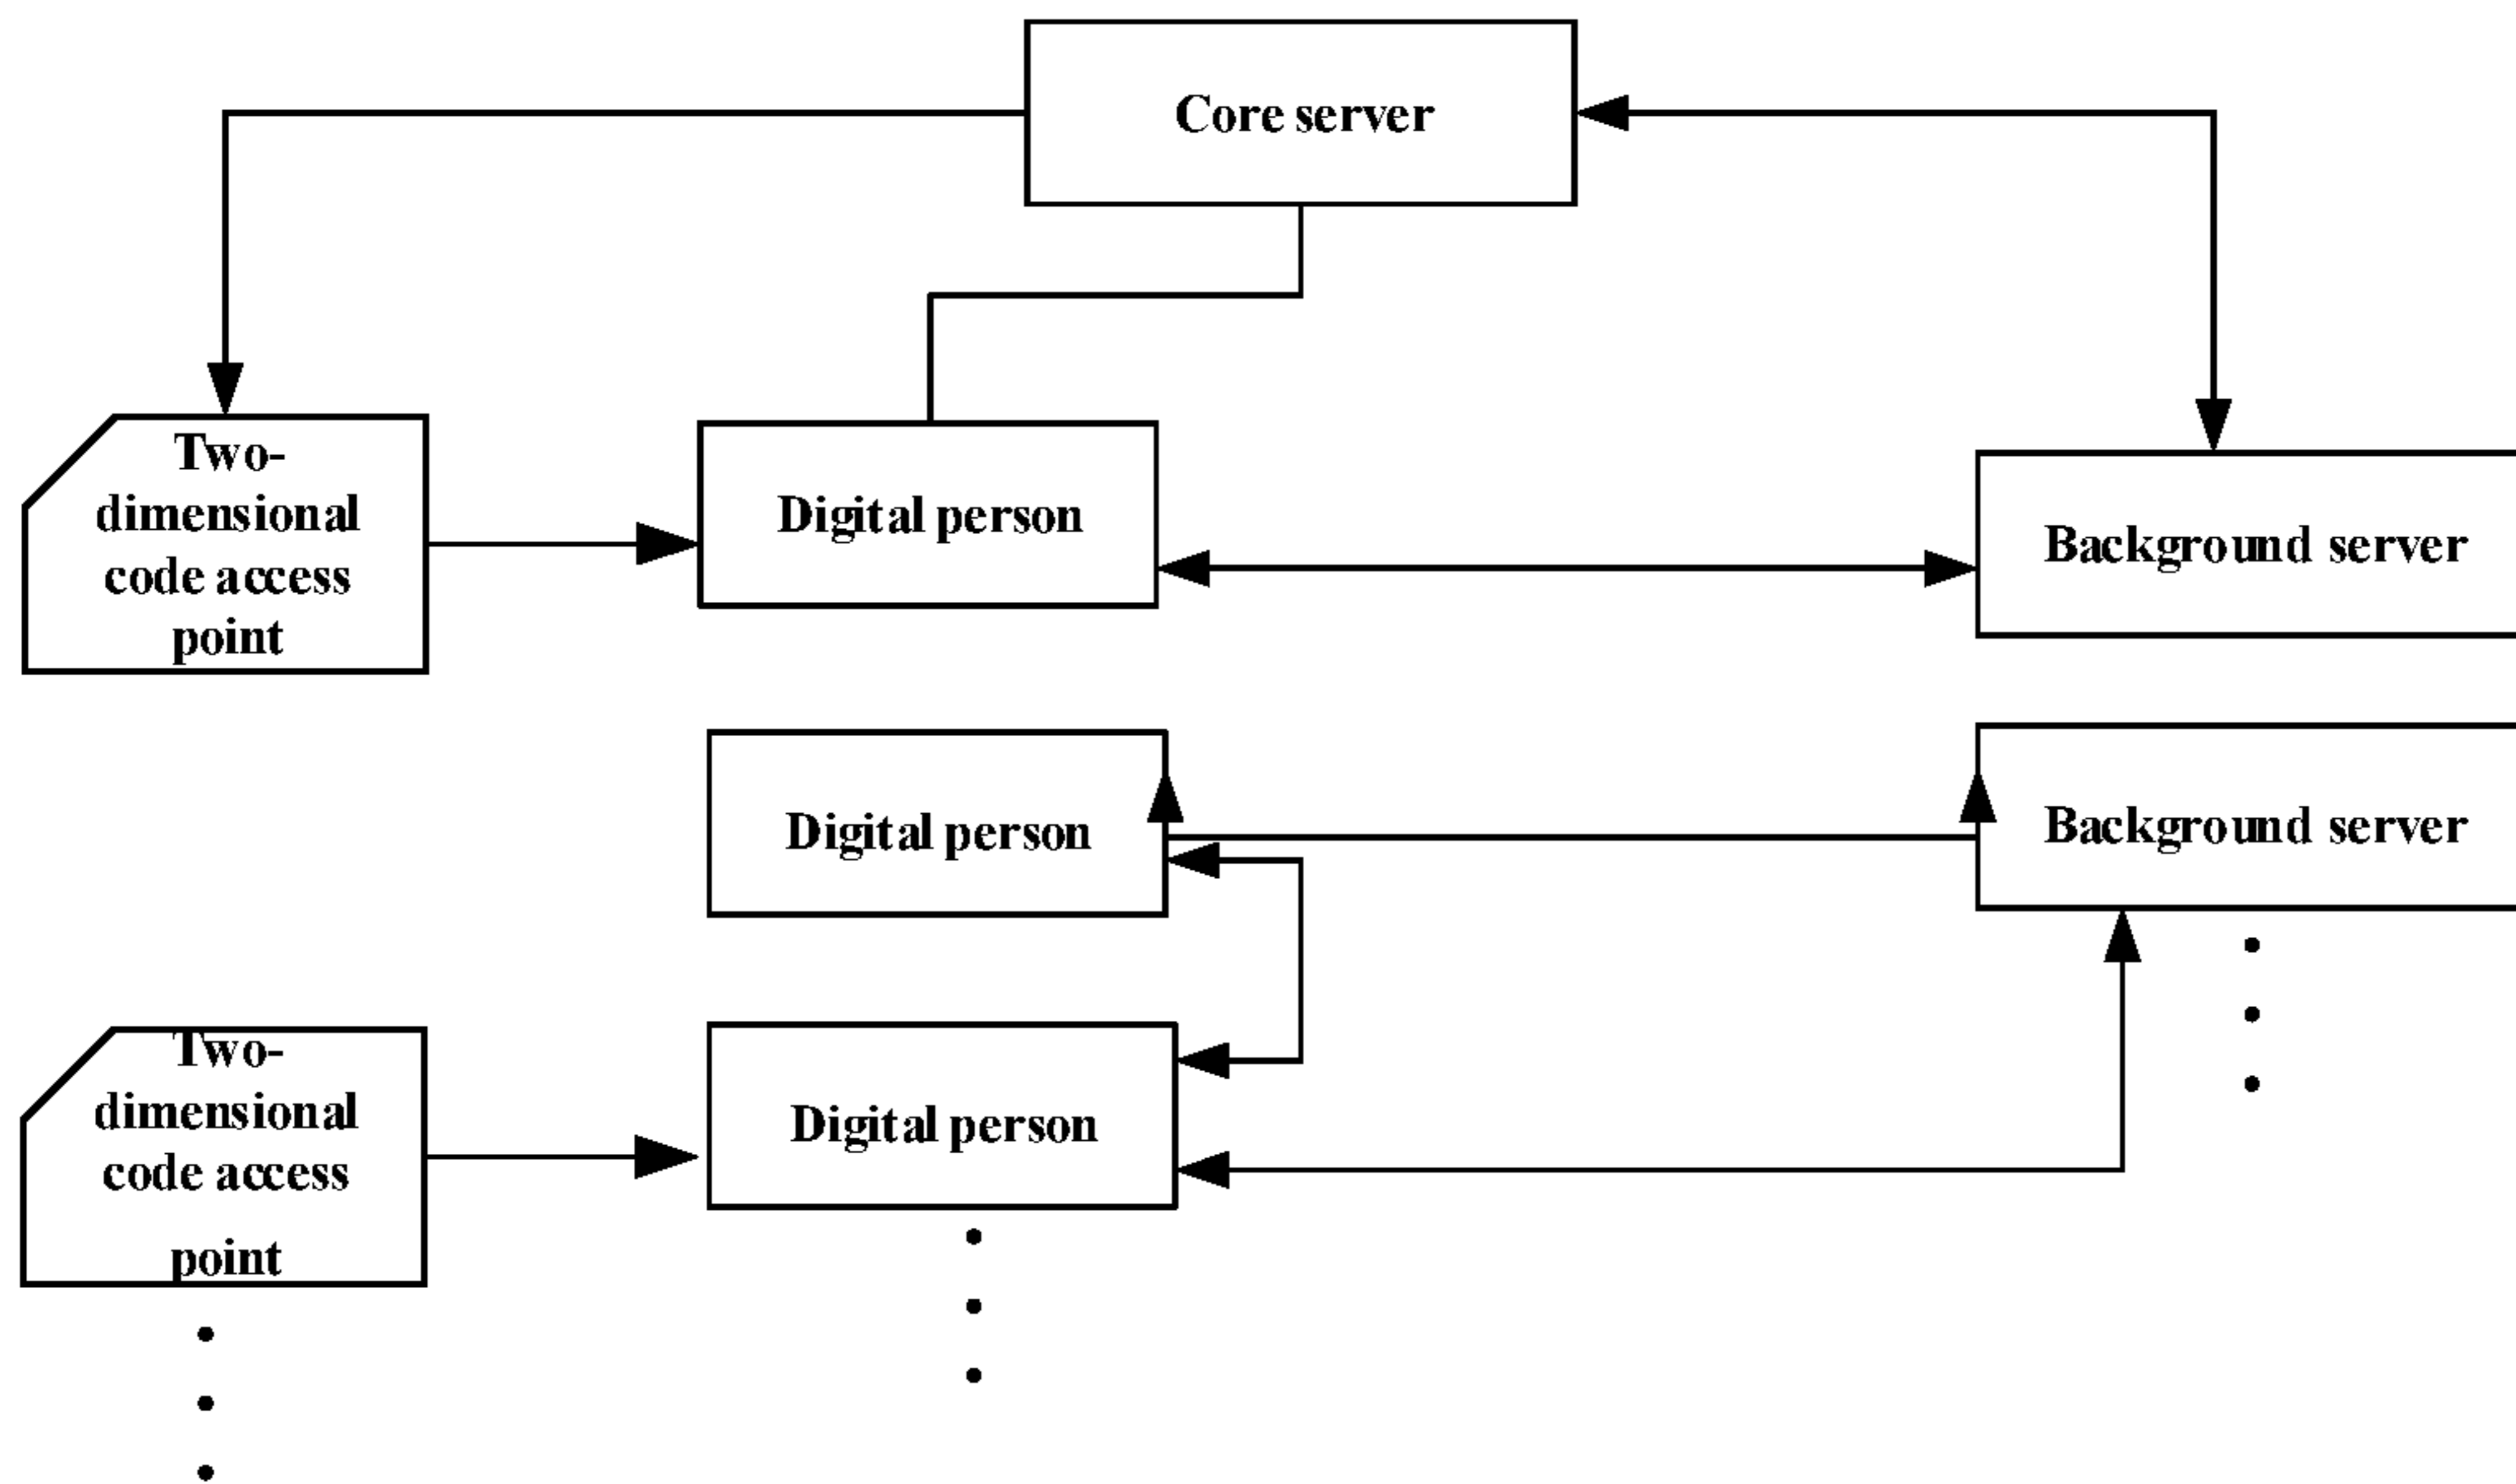 Core server
Two-
dimensional
code access
point
Digital person
Background server
Digital person
Background server
Two-
dimensional
code access
point
Digital person